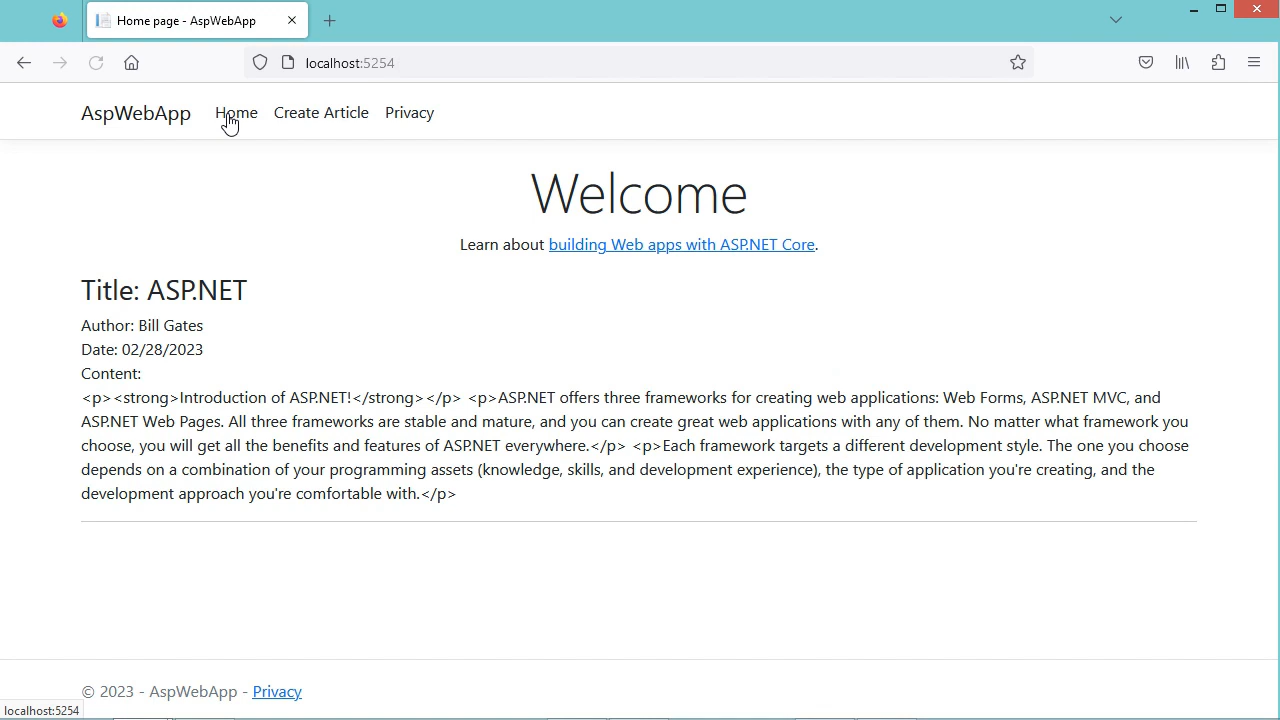 Home page - AspWebApp
localhost:5254
AspWebApp Home Create Article Privacy
Welcome
Learn about building Web apps with ASP.NET Core.
Title: ASP.NET
Author: Bill Gates
Date: 02/28/2023
Content:
<p><strong>Introduction of ASP.NET!</strong></p> <p>ASP.NET offers three frameworks for creating web applications: Web Forms, ASP.NET MVC, and
ASP.NET Web Pages. All three frameworks are stable and mature, and you can create great web applications with any of them. No matter what framework you
choose, you will get all the benefits and features of ASP.NET everywhere.</p> <p>Each framework targets a different development style. The one you choose
depends on a combination of your programming assets (knowledge, skills, and development experience), the type of application you're creating, and the
development approach you're comfortable with.</p>
© 2023 - AspWebApp - Privacy
localhost:5254